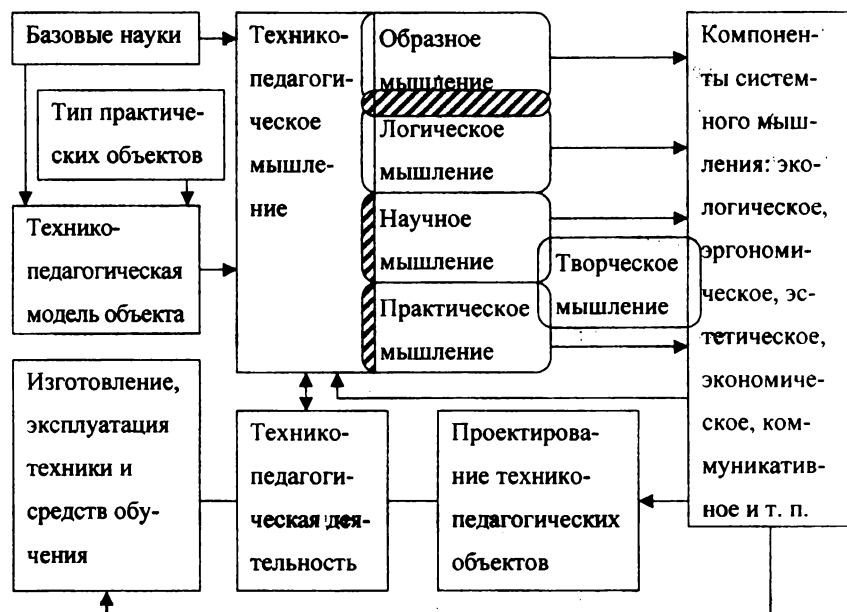 Базовые науки
Тип практиче-
ских объектов
Технико-
педагогическая
модель объекта
Технико-
педагоги-
ческое
мышле-
ние
Образное
мышление
Логическое
мышление
Научное
мышление
Практическое
мышление
Творческое
мышление
Компонен-
ты систем-
ного мыш-
ления: эко-
логическое,
эргономи-
ческое, эс-
тетическое,
экономиче-
ское, ком-
муникатив-
ное и т. п.
Изготовление,
эксплуатация
техники и
средств обу-
чения
Технико-
педагоги-
ческая дея-
тельность
Проектирова-
ние технико-
педагогических
объектов